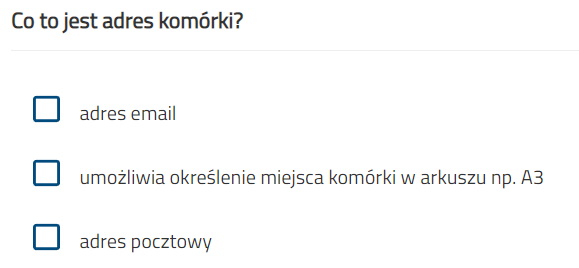 Co to jest adres komórki?
adres email
umożliwia określenie miejsca komórki w arkuszu np. A3
adres pocztowy